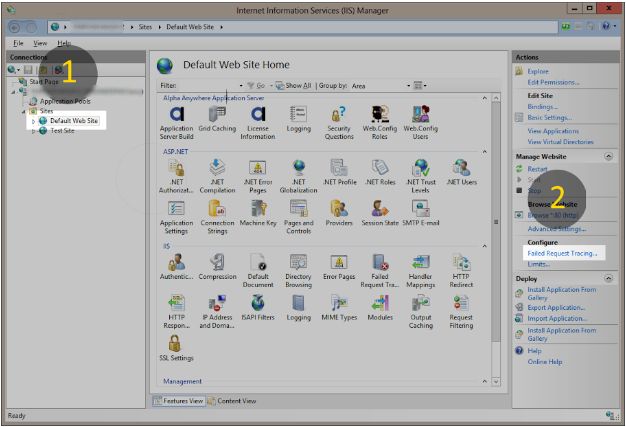 Internet Information Services (IIS) Manager
Sites
Default Web Site
File View Help
Connections
1
Start Page
Application Pools
Sites
Default Web Site
Test Site
Default Web Site Home
Filter: Go Show All Group by: Area
Alpha Anywhere Application Server
Application Server Build
Grid Caching
License Information
Logging
Security Questions
Web.Config Roles
Web.Config Users
ASP.NET
.NET Authorizat...
.NET Compilation
.NET Error Pages
.NET Globalization
.NET Profile
.NET Roles
.NET Trust Levels
.NET Users
Application Settings
Connection Strings
Machine Key
Pages and Controls
Providers
Session State
SMTP E-mail
IIS
Authentic...
Compression
Default Document
Directory Browsing
Error Pages
Failed Request Tra...
Handler Mappings
HTTP Redirect
HTTP Respon...
IP Address and Doma...
ISAPI Filters
Logging
MIME Types
Modules
Output Caching
Request Filtering
SSL Settings
Management
Features View
Content View
Actions
Explore
Edit Permissions...
Edit Site
Bindings...
Basic Settings...
View Applications
View Virtual Directories
Manage Website
Restart
Start
Stop
2
Browse Website
Browse *:80 (http)
Advanced Settings...
Configure
Failed Request Tracing...
Limits...
Deploy
Install Application From
Gallery
Export Application...
Import Application...
Install Application From
Gallery
Help
Online Help
Ready